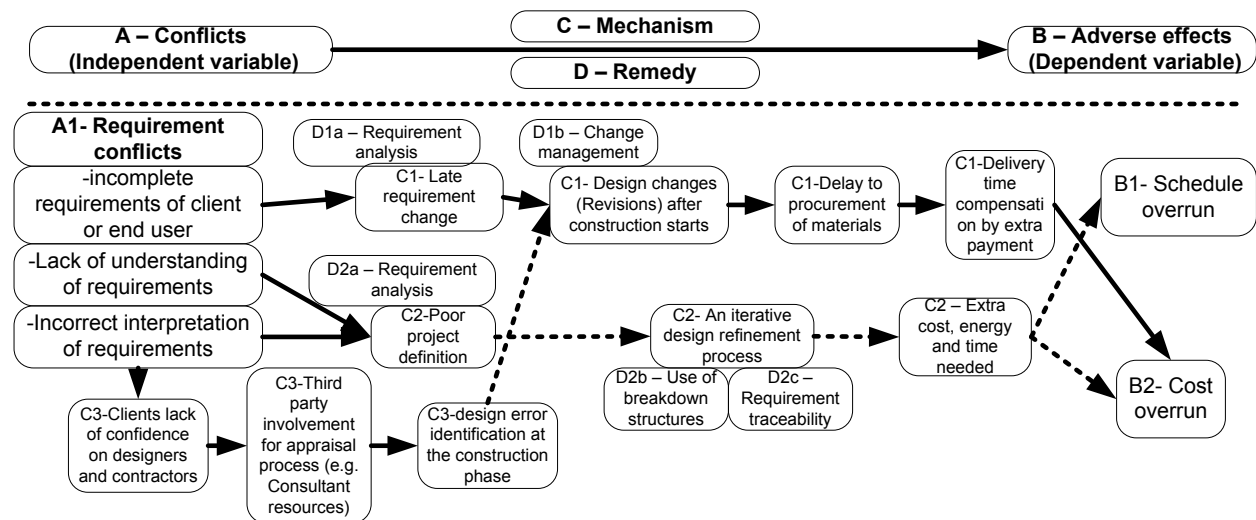 A – Conflicts
(Independent variable)
C – Mechanism
D – Remedy
B – Adverse effects
(Dependent variable)
A1- Requirement
conflicts
-incomplete
requirements of client
or end user
-Lack of understanding
of requirements
-Incorrect interpretation
of requirements
D1a – Requirement
analysis
C1- Late
requirement
change
D1b – Change
management
C1- Design changes
(Revisions) after
construction starts
C1-Delay to
procurement
of materials
C1-Delivery
time
compensati
on by extra
payment
B1- Schedule
overrun
D2a – Requirement
analysis
C2-Poor
project
definition
C2- An iterative
design refinement
process
D2b – Use of
breakdown
structures
D2c –
Requirement
traceability
C2 – Extra
cost, energy
and time
needed
B2- Cost
overrun
C3-Clients lack
of confidence
on designers
and contractors
C3-Third
party
involvement
for appraisal
process (e.g.
Consultant
resources)
C3-design error
identification at
the construction
phase